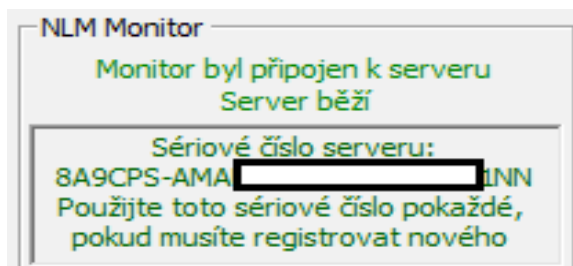 NLM Monitor
Monitor byl připojen k serveru
Server běží
Sériové číslo serveru:
8A9CPS-AMA 1NN
Použijte toto sériové číslo pokaždé,
pokud musíte registrovat nového